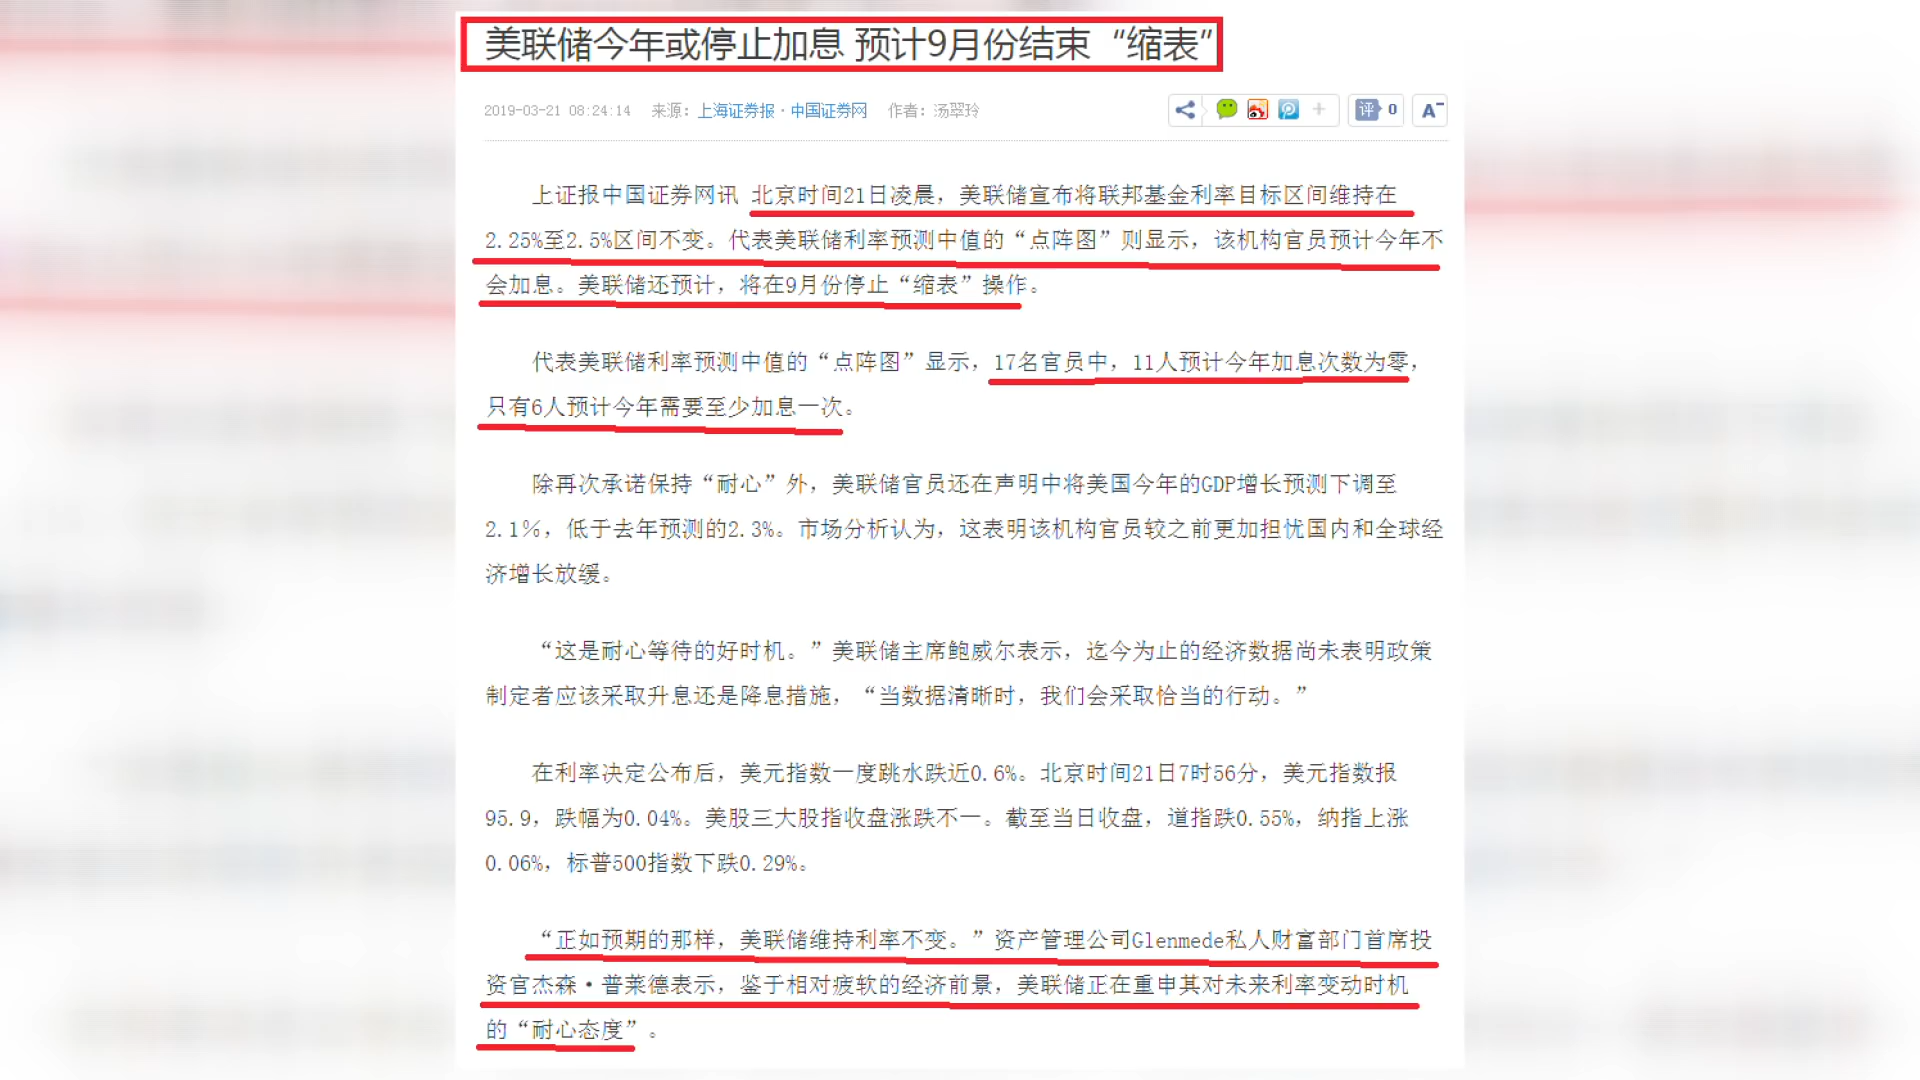 美联储今年或停止加息 预计9月份结束“缩表”
2019-03-21 08:24:14 来源：上海证券报·中国证券网 作者：汤翠玲
评 0 A-
上证报中国证券网讯 北京时间21日凌晨，美联储宣布将联邦基金利率目标区间维持在
2.25%至2.5%区间不变。代表美联储利率预测中值的“点阵图”则显示，该机构官员预计今年不
会加息。美联储还预计，将在9月份停止“缩表”操作。
代表美联储利率预测中值的“点阵图”显示，17名官员中，11人预计今年加息次数为零，
只有6人预计今年需要至少加息一次。
除再次承诺保持“耐心”外，美联储官员还在声明中将美国今年的GDP增长预测下调至
2.1%，低于去年预测的2.3%。市场分析认为，这表明该机构官员较之前更加担忧国内和全球经
济增长放缓。
“这是耐心等待的好时机。”美联储主席鲍威尔表示，迄今为止的经济数据尚未表明政策
制定者应该采取升息还是降息措施，“当数据清晰时，我们会采取恰当的行动。”
在利率决定公布后，美元指数一度跳水跌近0.6%。北京时间21日7时56分，美元指数报
95.9，跌幅为0.04%。美股三大股指收盘涨跌不一。截至当日收盘，道指跌0.55%，纳指上涨
0.06%，标普500指数下跌0.29%。
“正如预期的那样，美联储维持利率不变。”资产管理公司Glenmede私人财富部门首席投
资官杰森·普莱德表示，鉴于相对疲软的经济前景，美联储正在重申其对未来利率变动时机
的“耐心态度”。